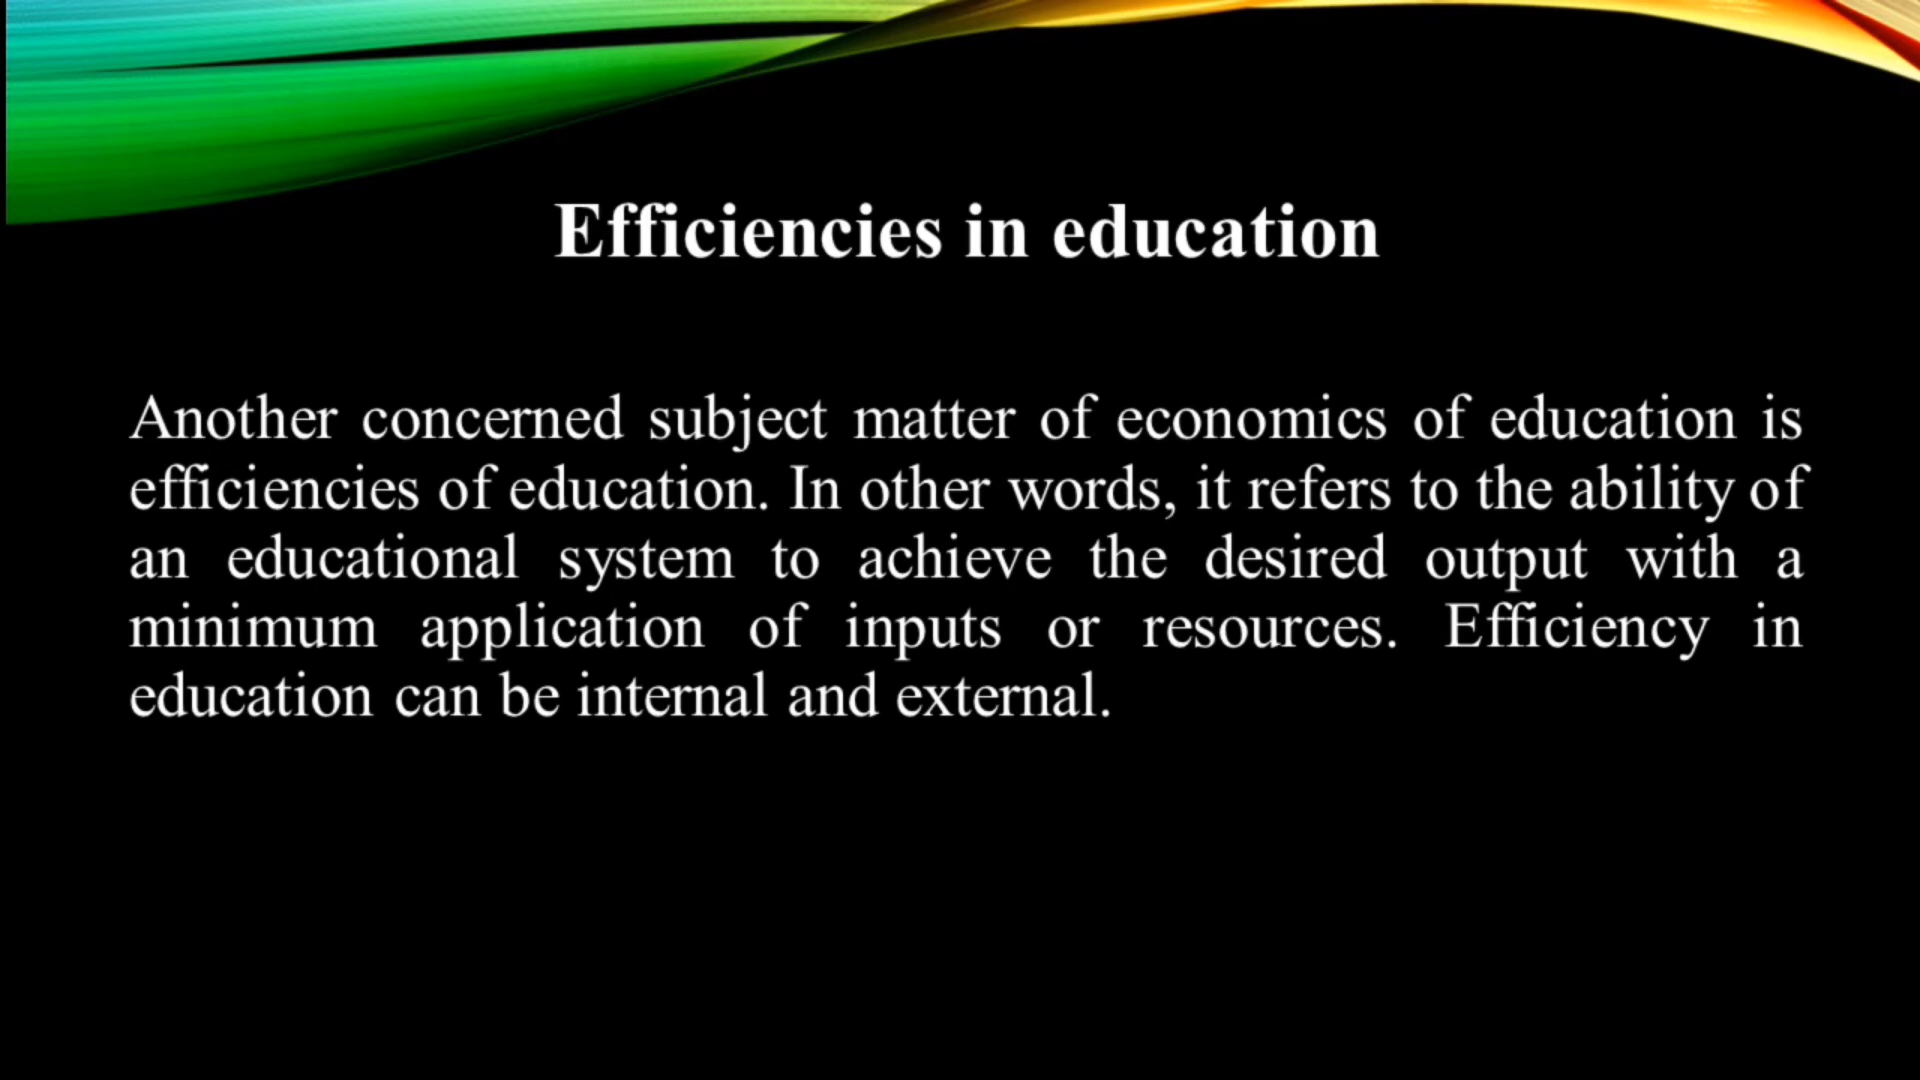 Efficiencies in education
Another concerned subject matter of economics of education is
efficiencies of education. In other words, it refers to the ability of
an educational system to achieve the desired output with a
minimum application of inputs or resources. Efficiency in
education can be internal and external.